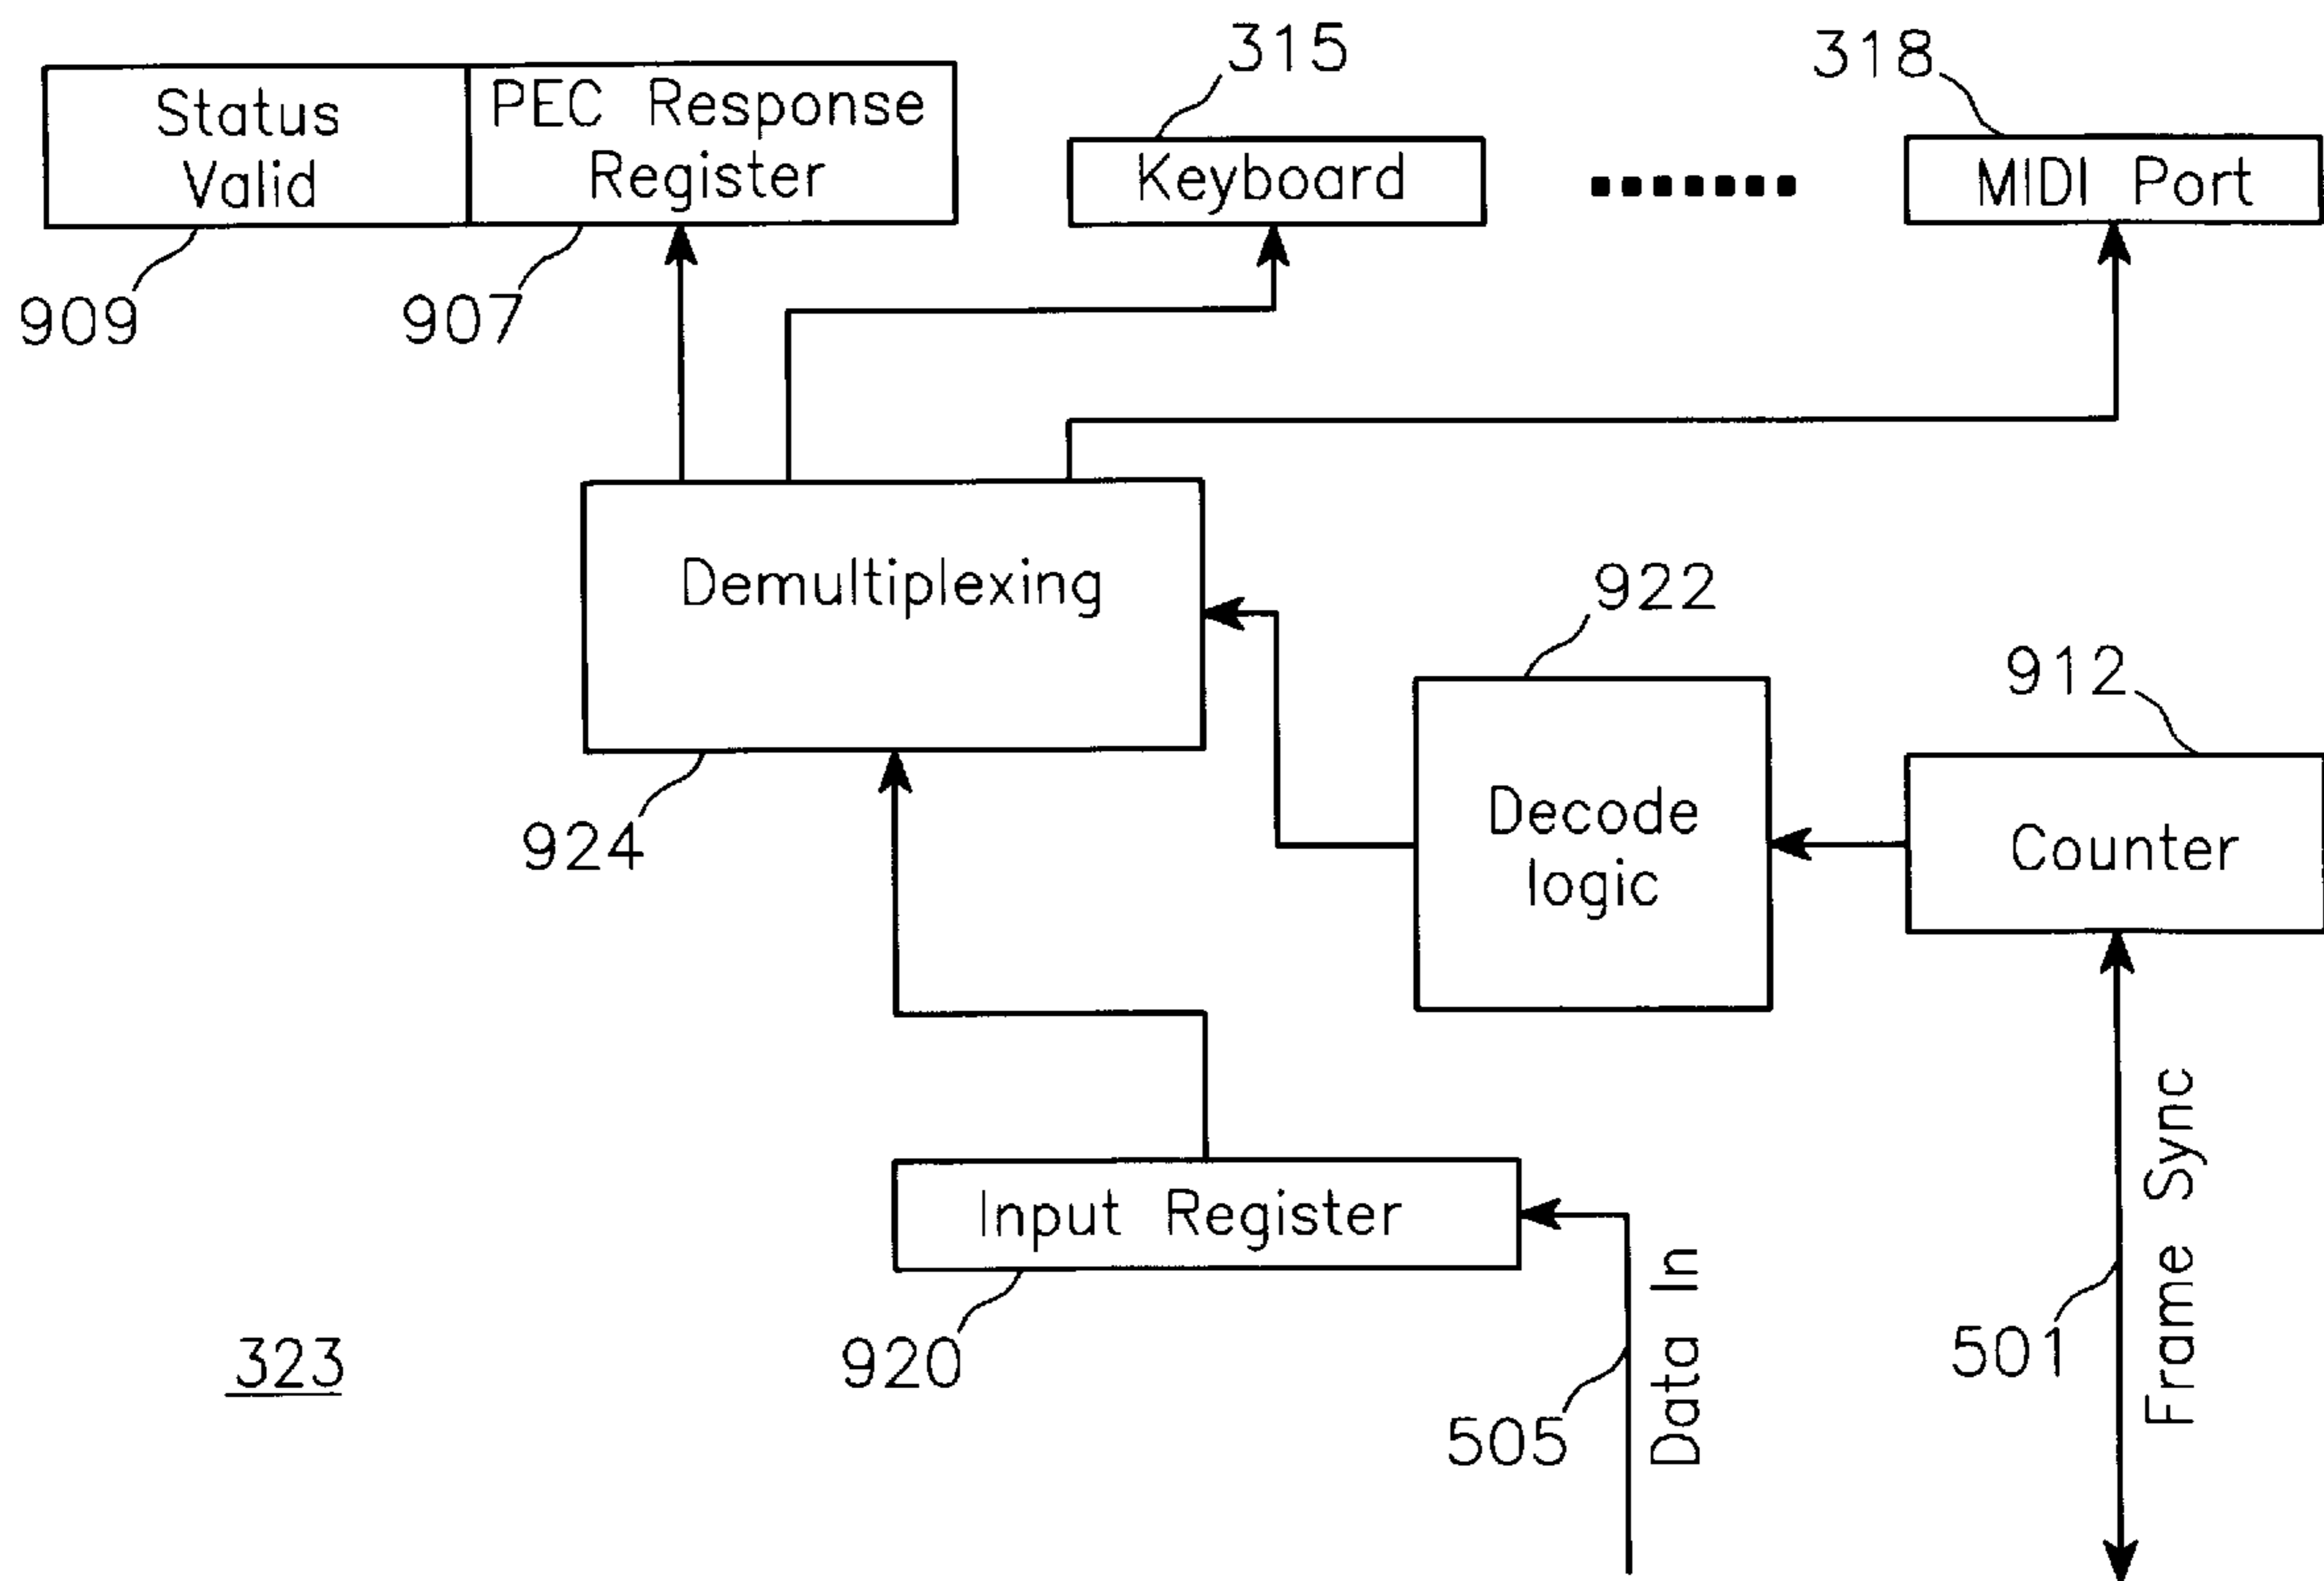 315
318
Status
Valid
PEC Response
Register
Keyboard
MIDI Port
909
907
Demultiplexing
922
912
924
Decode
logic
Counter
Input Register
920
323
505
Data In
501
Frame Sync